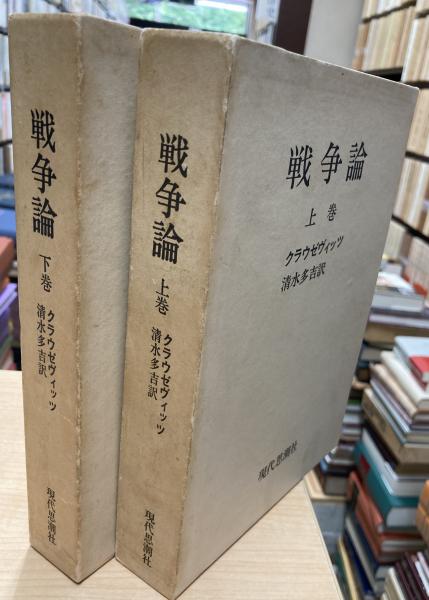 戦争論
下巻
クラウゼヴィッツ
清水多吉訳
現代思潮社
戦争論
上巻
クラウゼヴィッツ
清水多吉訳
現代思潮社
戦争論
上巻
クラウゼヴィッツ
清水多吉訳
現代思潮社